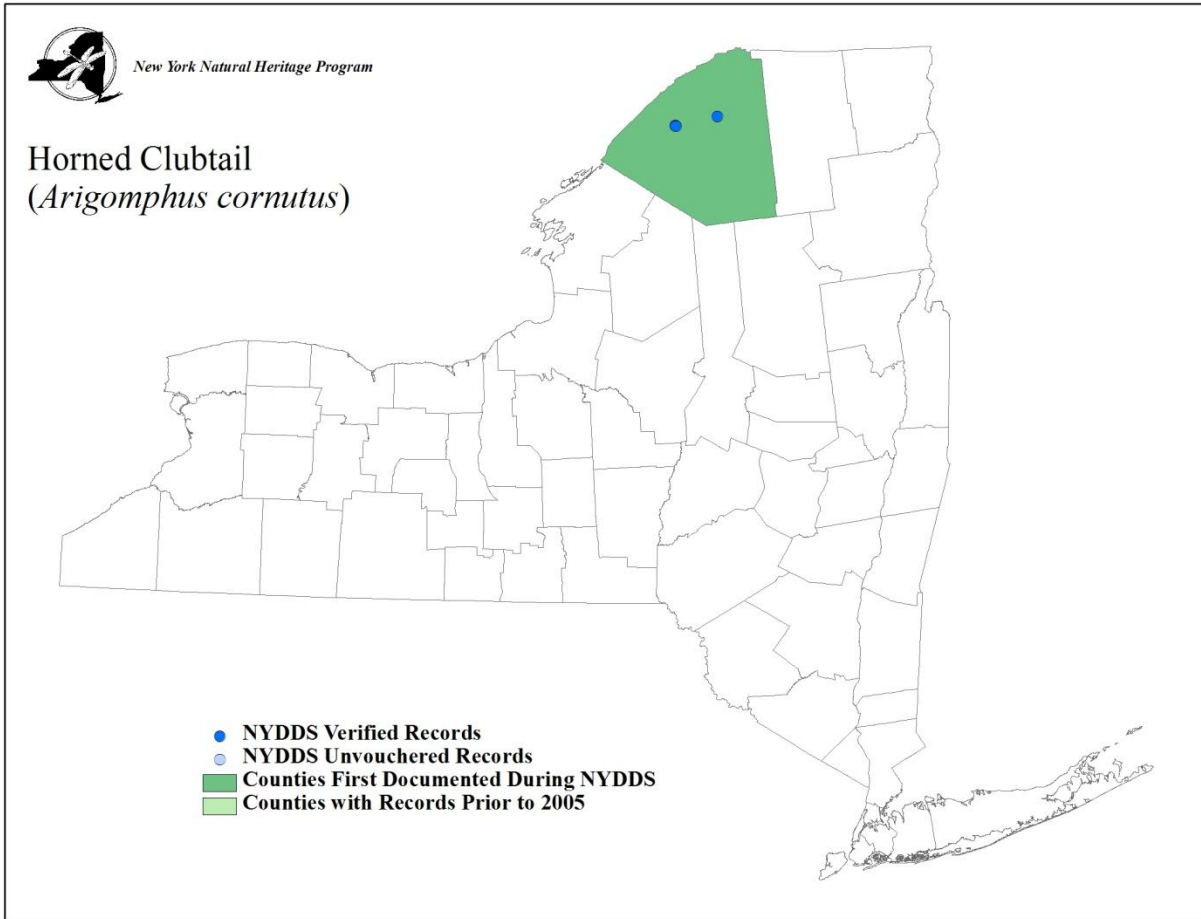 New York Natural Heritage Program
Horned Clubtail
(Arigomphus cornutus)
NYDDS Verified Records
NYDDS Unvouchered Records
Counties First Documented During NYDDS
Counties with Records Prior to 2005